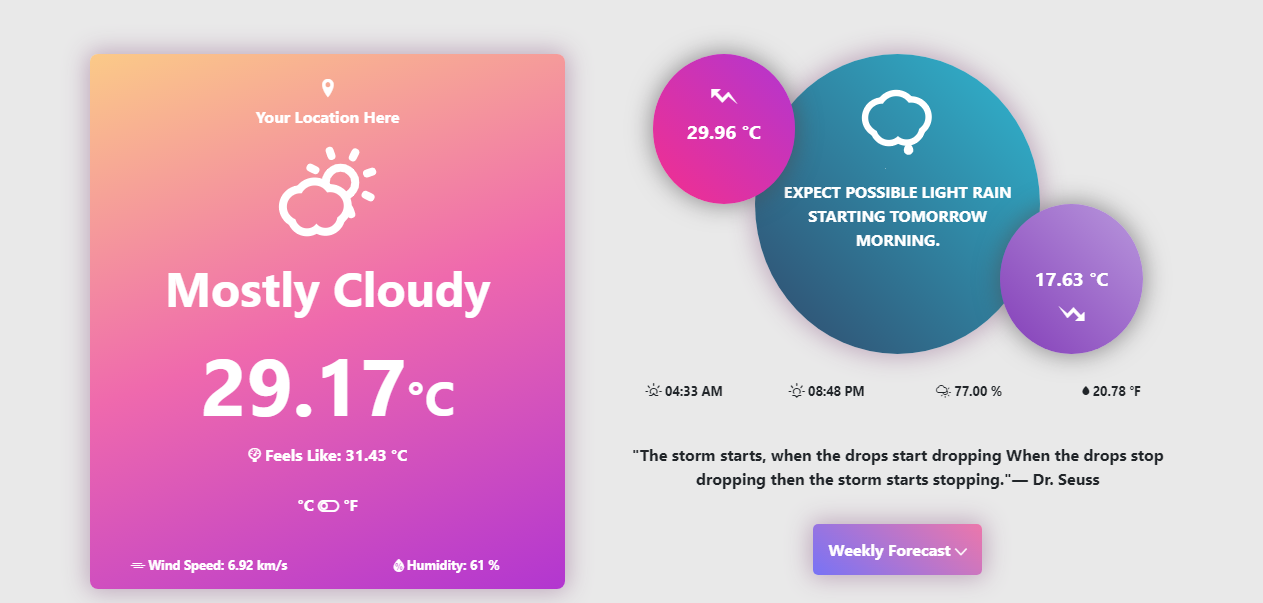 Your Location Here
Mostly Cloudy
29.17°C
Feels Like: 31.43 °C
°C °F
Wind Speed: 6.92 km/s Humidity: 61 %
29.96 °C
EXPECT POSSIBLE LIGHT RAIN
STARTING TOMORROW
MORNING.
17.63 °C
04:33 AM 08:48 PM 77.00 % 20.78 °F
"The storm starts, when the drops start dropping When the drops stop
dropping then the storm starts stopping."— Dr. Seuss
Weekly Forecast